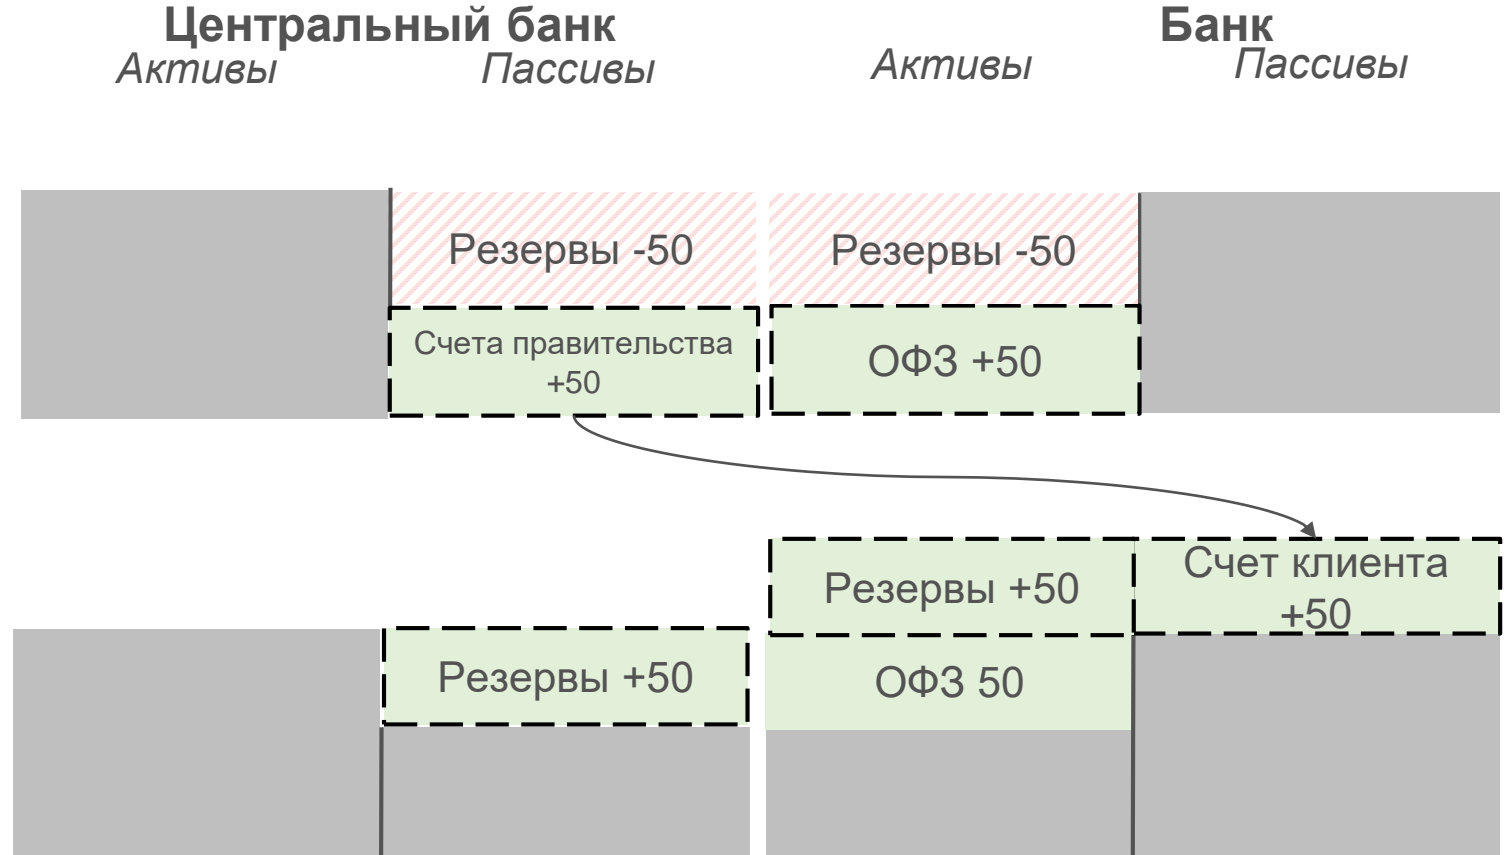 Центральный банк
Банк
Активы
Пассивы
Активы
Пассивы
Резервы -50
Резервы -50
Счета правительства
+50
ОФЗ +50
Резервы +50
Счет клиента
+50
Резервы +50
ОФЗ 50